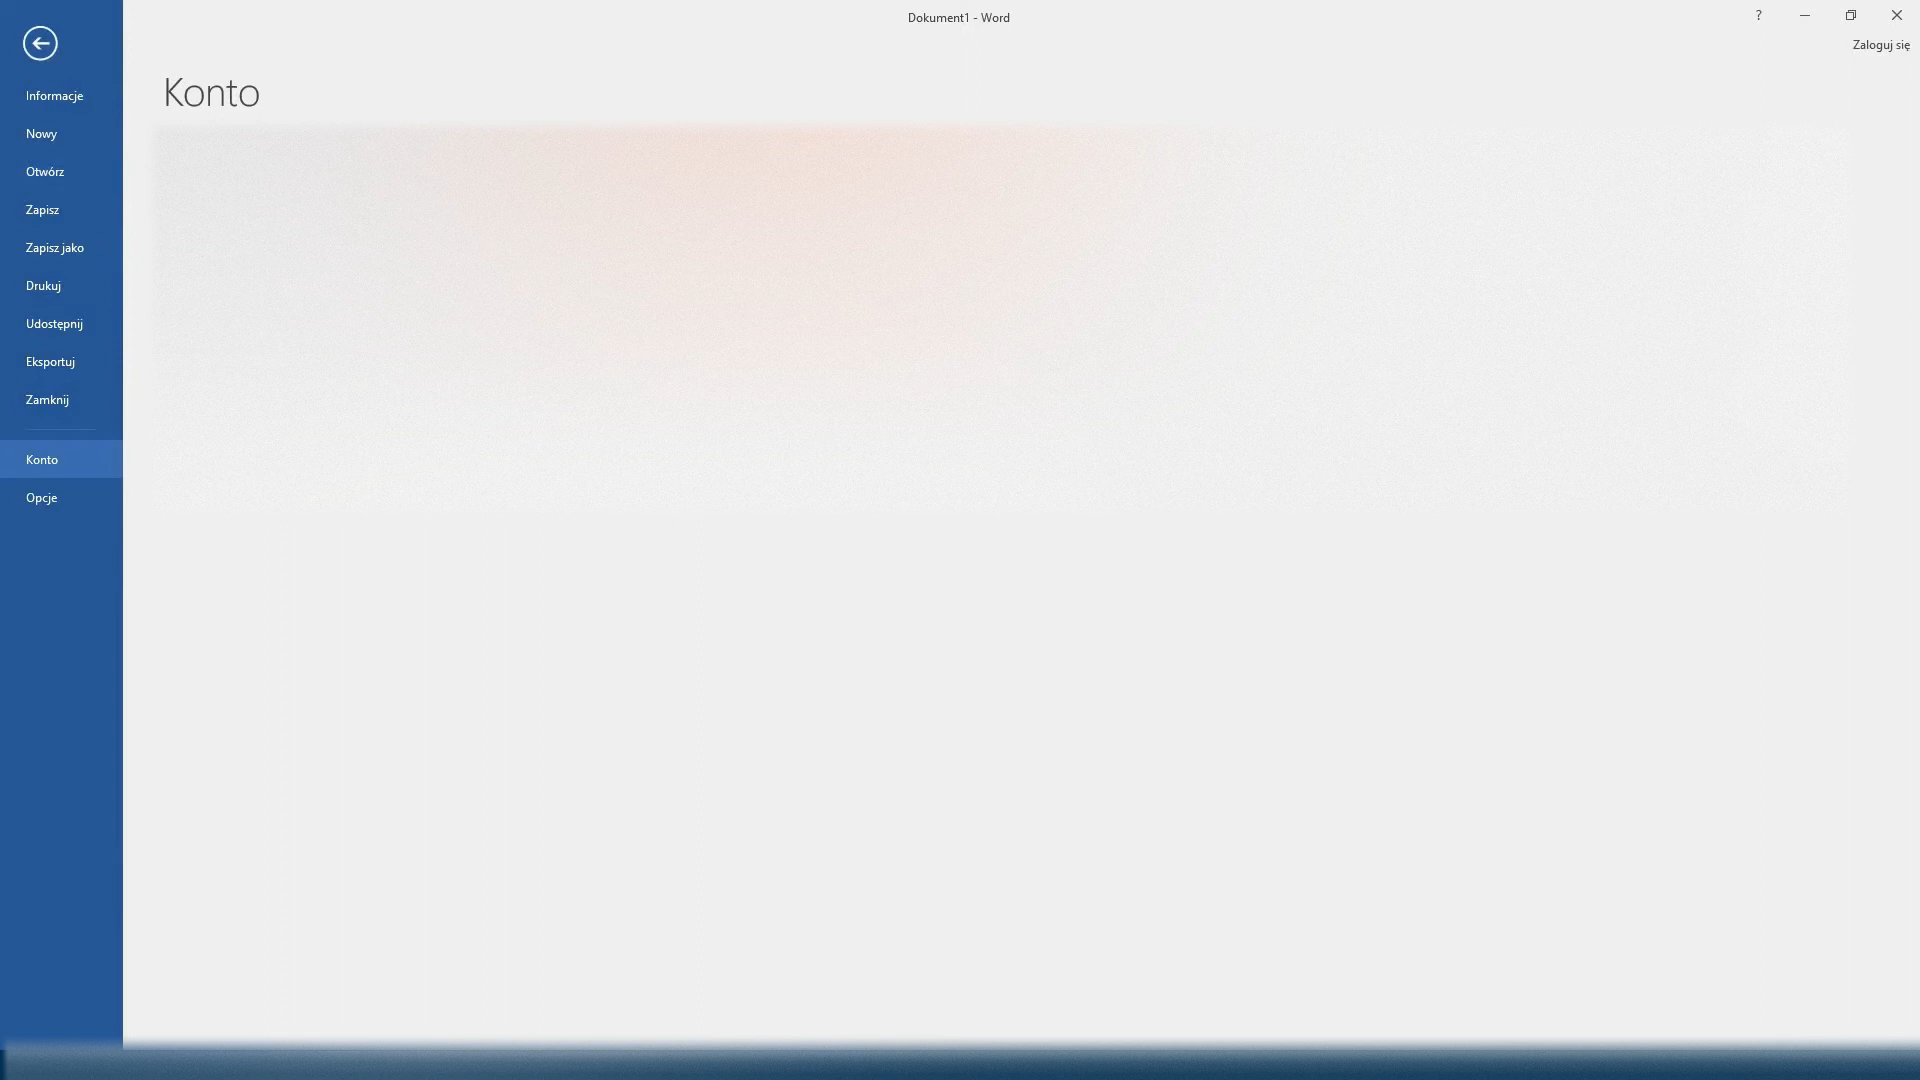 Dokument1 - Word
?
Zaloguj się
Konto
Informacje
Nowy
Otwórz
Zapisz
Zapisz jako
Drukuj
Udostępnij
Eksportuj
Zamknij
Konto
Opcje